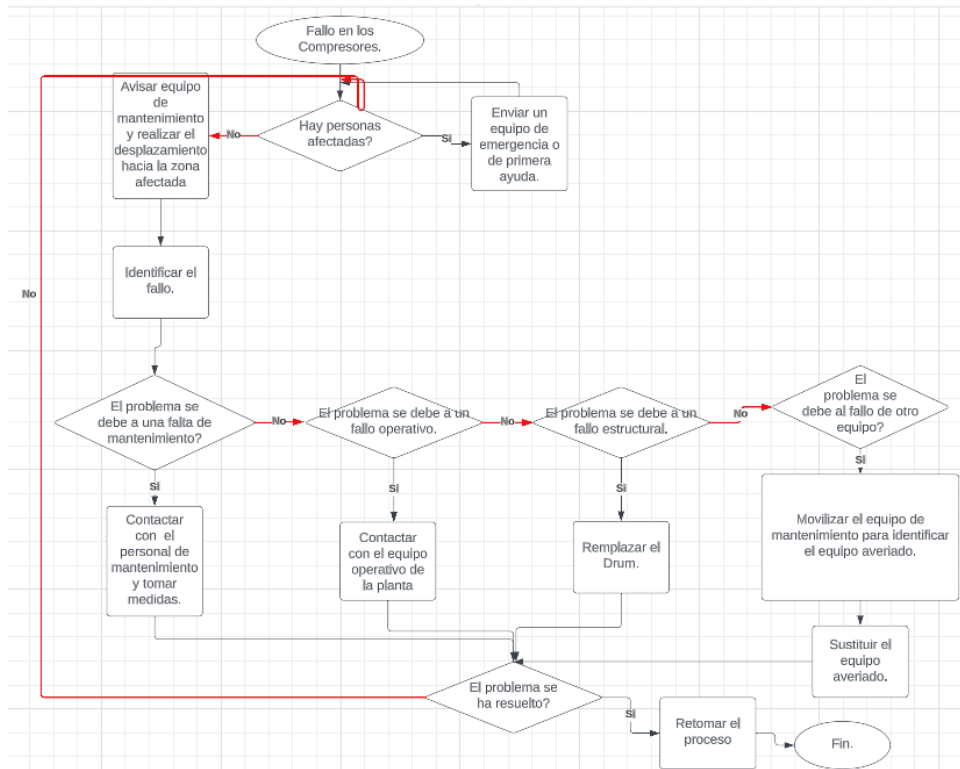 Fallo en los
Compresores.
Avisar equipo
de
mantenimiento
y realizar el
desplazamiento
hacia la zona
afectada
No
Hay personas
afectadas?
Si
Enviar un
equipo de
emergencia o
de primera
ayuda.
Identificar el
fallo.
No
El problema se
debe a una falta de
mantenimiento?
No
El problema se debe a un
fallo operativo.
No
El problema se debe a un
fallo estructural.
No
El
problema se
debe al fallo de otro
equipo?
Si
Si
Si
Si
Contactar
con el
personal de
mantenimiento
y tomar
medidas.
Contactar
con el equipo
operativo de
la planta
Remplazar el
Drum.
Movilizar el equipo de
mantenimiento para identificar
el equipo averiado.
Sustituir el
equipo
averiado.
El problema se
ha resuelto?
Si
Retomar el
proceso
Fin.